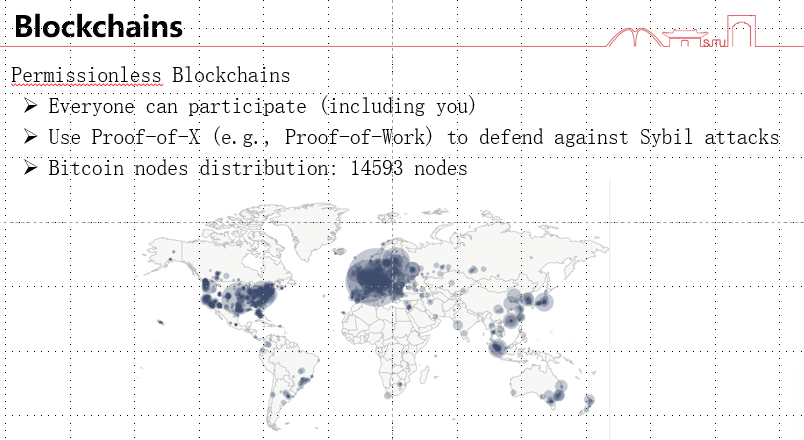 Blockchains
SJTU
Permissionless Blockchains
➢ Everyone can participate (including you)
➢ Use Proof-of-X (e.g., Proof-of-Work) to defend against Sybil attacks
➢ Bitcoin nodes distribution: 14593 nodes